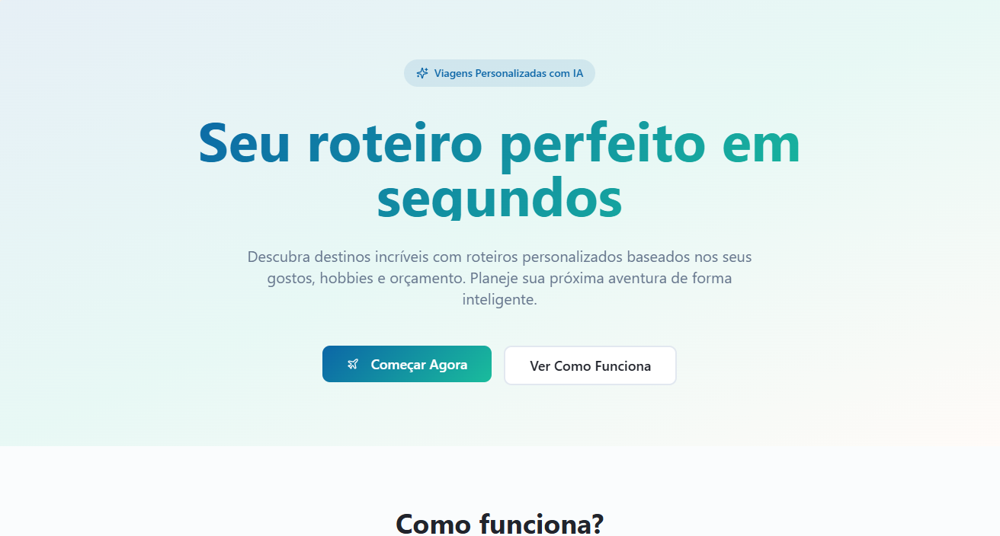 Viagens Personalizadas com IA
Seu roteiro perfeito em
segundos
Descubra destinos incríveis com roteiros personalizados baseados nos seus
gostos, hobbies e orçamento. Planeje sua próxima aventura de forma
inteligente.
Começar Agora
Ver Como Funciona
Como funciona?